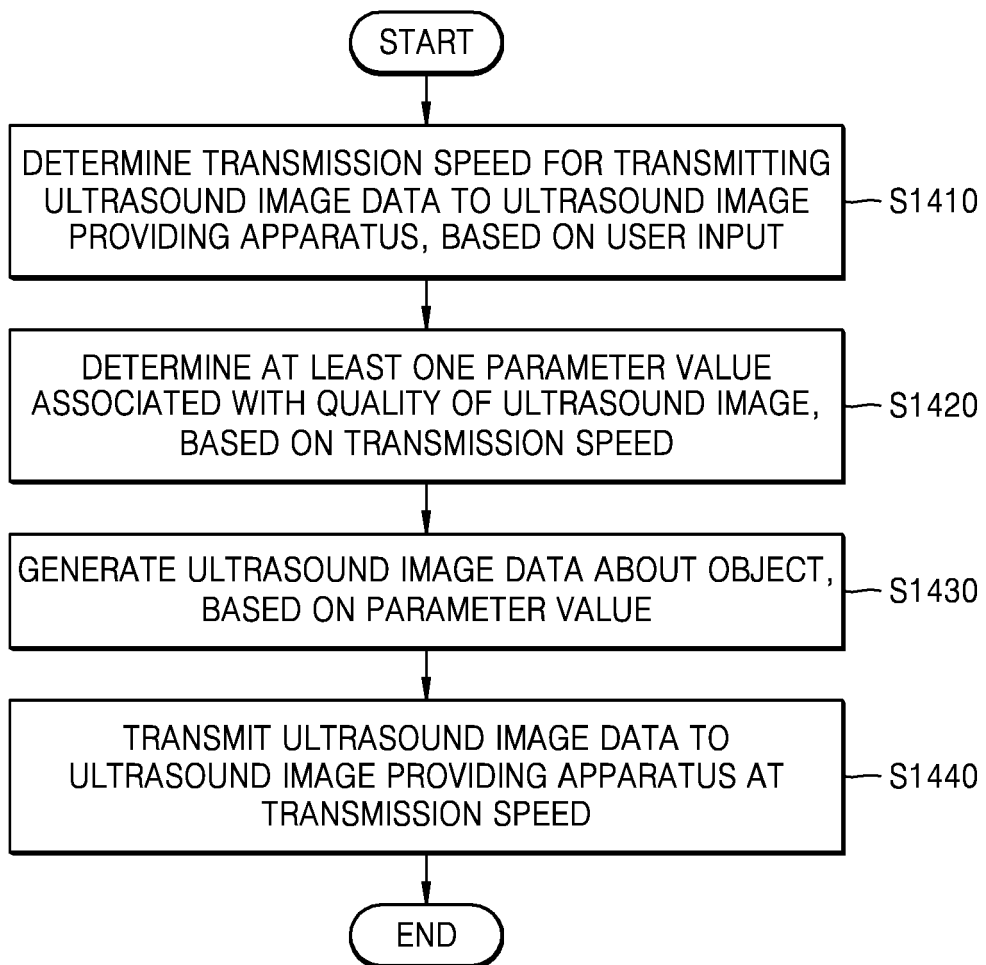 START
DETERMINE TRANSMISSION SPEED FOR TRANSMITTING
ULTRASOUND IMAGE DATA TO ULTRASOUND IMAGE
PROVIDING APPARATUS, BASED ON USER INPUT
S1410
DETERMINE AT LEAST ONE PARAMETER VALUE
ASSOCIATED WITH QUALITY OF ULTRASOUND IMAGE,
BASED ON TRANSMISSION SPEED
S1420
GENERATE ULTRASOUND IMAGE DATA ABOUT OBJECT,
BASED ON PARAMETER VALUE
S1430
TRANSMIT ULTRASOUND IMAGE DATA TO
ULTRASOUND IMAGE PROVIDING APPARATUS AT
TRANSMISSION SPEED
S1440
END